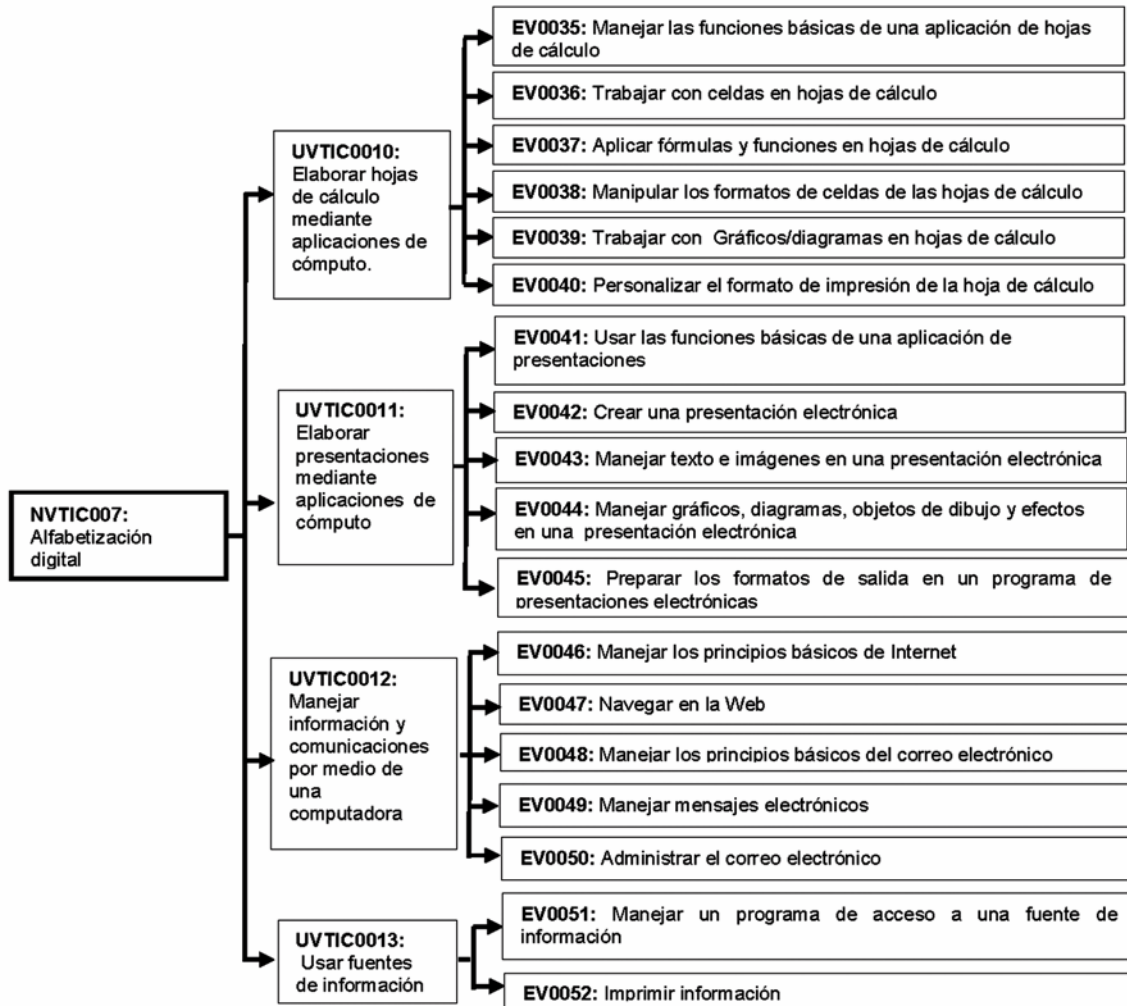 NVTIC007:
Alfabetización
digital
UVTIC0010:
Elaborar hojas
de cálculo
mediante
aplicaciones de
cómputo.
EV0035: Manejar las funciones básicas de una aplicación de hojas
de cálculo
EV0036: Trabajar con celdas en hojas de cálculo
EV0037: Aplicar fórmulas y funciones en hojas de cálculo
EV0038: Manipular los formatos de celdas de las hojas de cálculo
EV0039: Trabajar con Gráficos/diagramas en hojas de cálculo
EV0040: Personalizar el formato de impresión de la hoja de cálculo
UVTIC0011:
Elaborar
presentaciones
mediante
aplicaciones de
cómputo
EV0041: Usar las funciones básicas de una aplicación de
presentaciones
EV0042: Crear una presentación electrónica
EV0043: Manejar texto e imágenes en una presentación electrónica
EV0044: Manejar gráficos, diagramas, objetos de dibujo y efectos
en una presentación electrónica
EV0045: Preparar los formatos de salida en un programa de
presentaciones electrónicas
UVTIC0012:
Manejar
información y
comunicaciones
por medio de
una
computadora
EV0046: Manejar los principios básicos de Internet
EV0047: Navegar en la Web
EV0048: Manejar los principios básicos del correo electrónico
EV0049: Manejar mensajes electrónicos
EV0050: Administrar el correo electrónico
UVTIC0013:
Usar fuentes
de información
EV0051: Manejar un programa de acceso a una fuente de
información
EV0052: Imprimir información